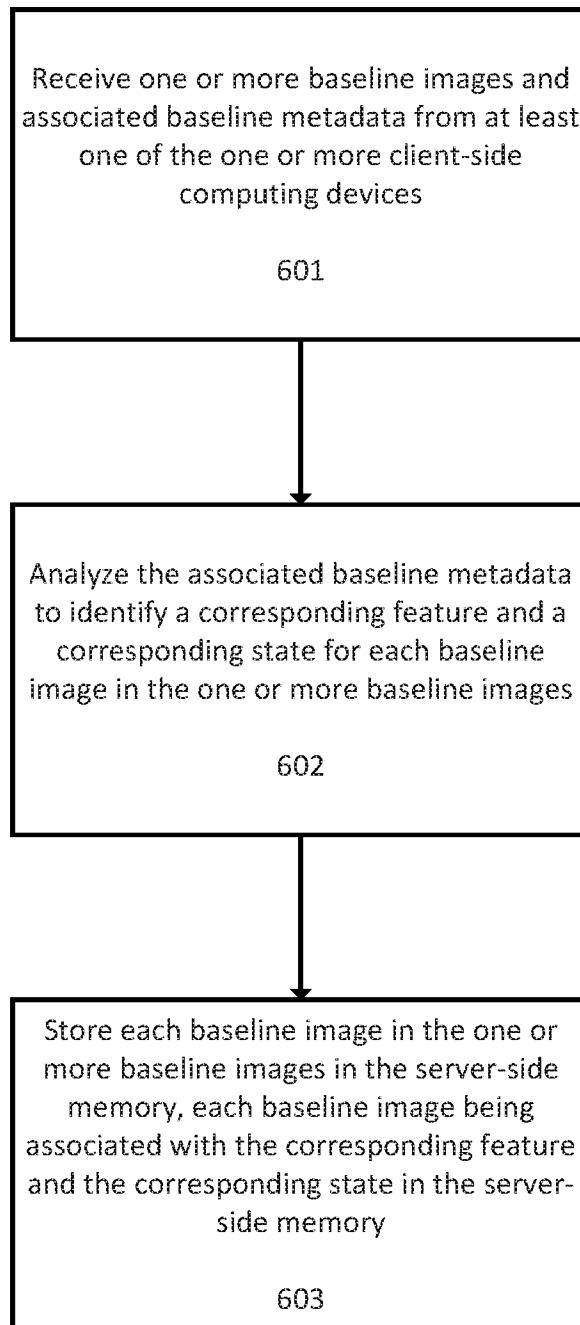 Receive one or more baseline images and
associated baseline metadata from at least
one of the one or more client-side
computing devices
601
Analyze the associated baseline metadata
to identify a corresponding feature and a
corresponding state for each baseline
image in the one or more baseline images
602
Store each baseline image in the one or
more baseline images in the server-side
memory, each baseline image being
associated with the corresponding feature
and the corresponding state in the server-
side memory
603